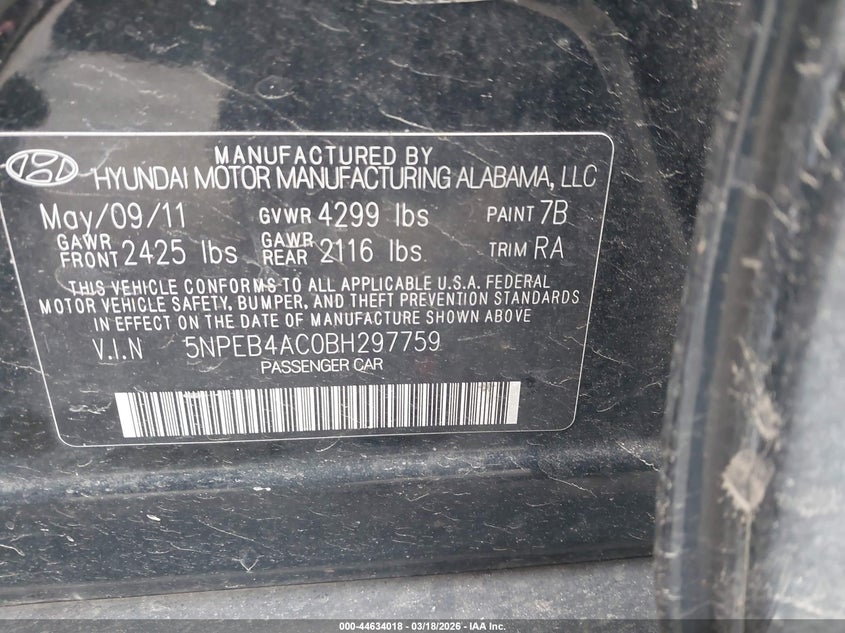 MANUFACTURED BY
HYUNDAI MOTOR MANUFACTURING ALABAMA, LLC
May/09/11 GVWR 4299 lbs PAINT 7B
GAWR FRONT 2425 lbs GAWR REAR 2116 lbs. TRIM RA
THIS VEHICLE CONFORMS TO ALL APPLICABLE U.S.A. FEDERAL
MOTOR VEHICLE SAFETY, BUMPER, AND THEFT PREVENTION STANDARDS
IN EFFECT ON THE DATE OF MANUFACTURE SHOWN ABOVE
V.I.N 5NPEB4AC0BH297759
PASSENGER CAR
000-44634018 - 03/18/2026 - IAA Inc.